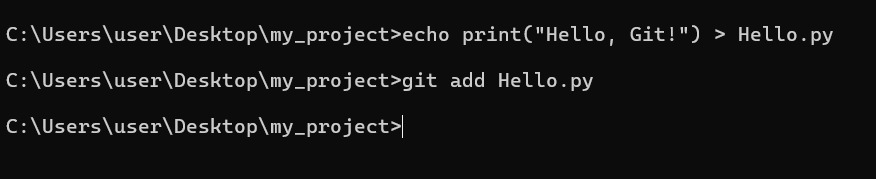 C:\Users\user\Desktop\my_project>echo print("Hello, Git!") > Hello.py
C:\Users\user\Desktop\my_project>git add Hello.py
C:\Users\user\Desktop\my_project>